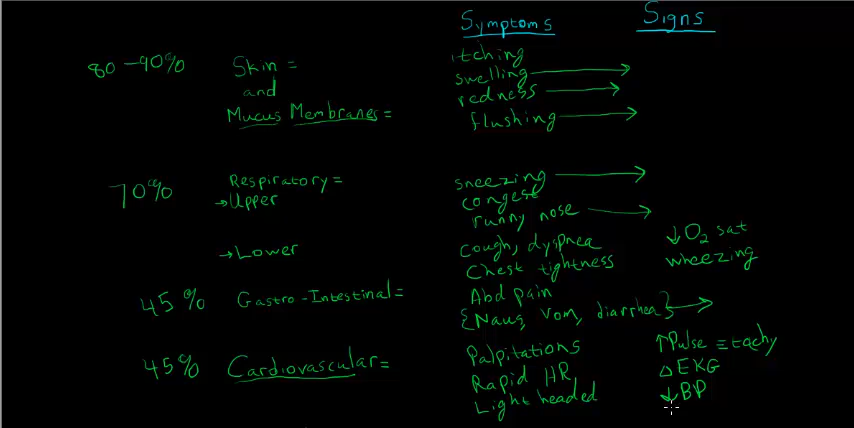 Symptoms Signs
80-90% Skin = itching
and swelling →
redness →
Mucus Membranes = flushing →
70% Respiratory = sneezing →
→Upper congest
runny nose →
Cough, dyspnea ↓O2 sat
→Lower Chest tightness wheezing
45% Gastro-Intestinal = Abd pain
{Naus, Vom, diarrhea} →
Palpitations ↑Pulse = tachy
45% Cardiovascular = Rapid HR Δ EKG
Light headed ↓BP